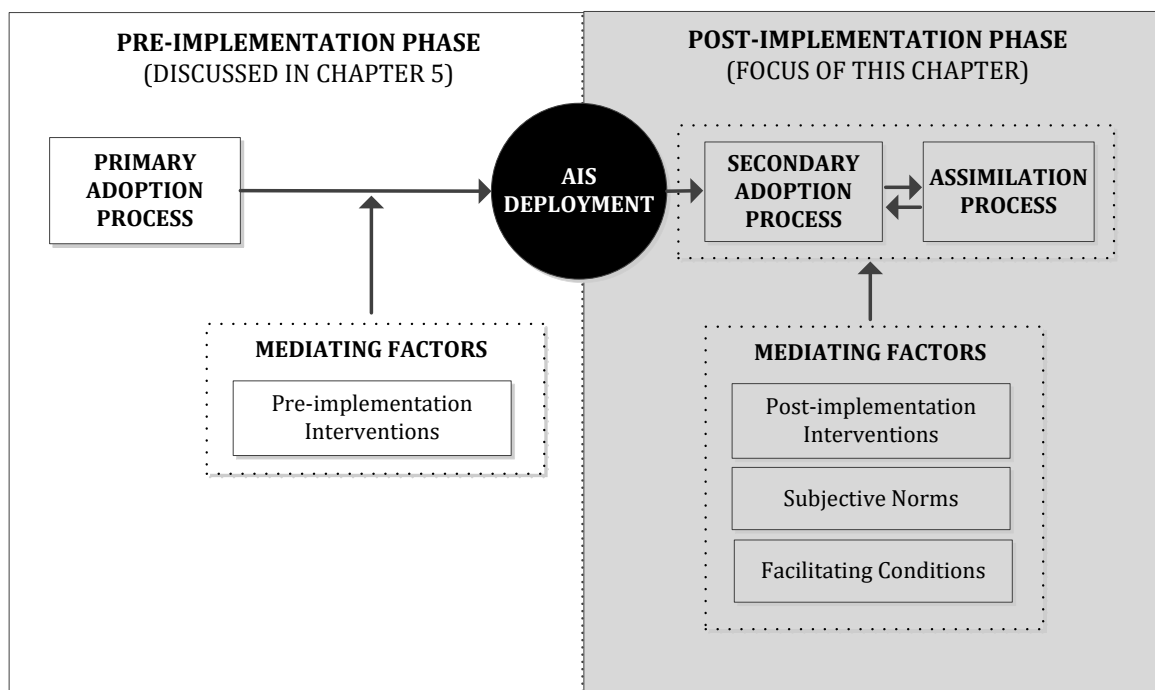 PRE-IMPLEMENTATION PHASE
(DISCUSSED IN CHAPTER 5)
PRIMARY
ADOPTION
PROCESS
MEDIATING FACTORS
Pre-implementation
Interventions
AIS
DEPLOYMENT
POST-IMPLEMENTATION PHASE
(FOCUS OF THIS CHAPTER)
SECONDARY
ADOPTION
PROCESS
ASSIMILATION
PROCESS
MEDIATING FACTORS
Post-implementation
Interventions
Subjective Norms
Facilitating Conditions